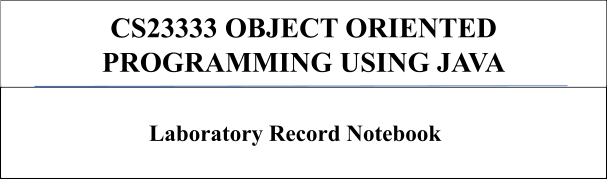 CS23333 OBJECT ORIENTED
PROGRAMMING USING JAVA
Laboratory Record Notebook